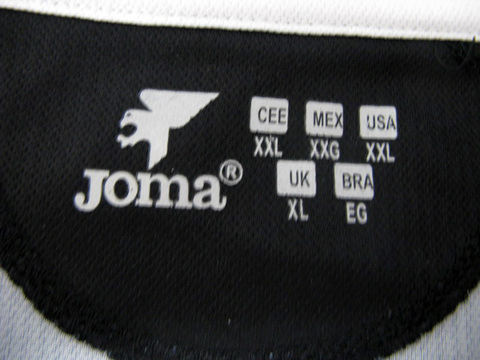 Joma®
CEE MEX USA
XXL XXG XXL
UK BRA
XL EG